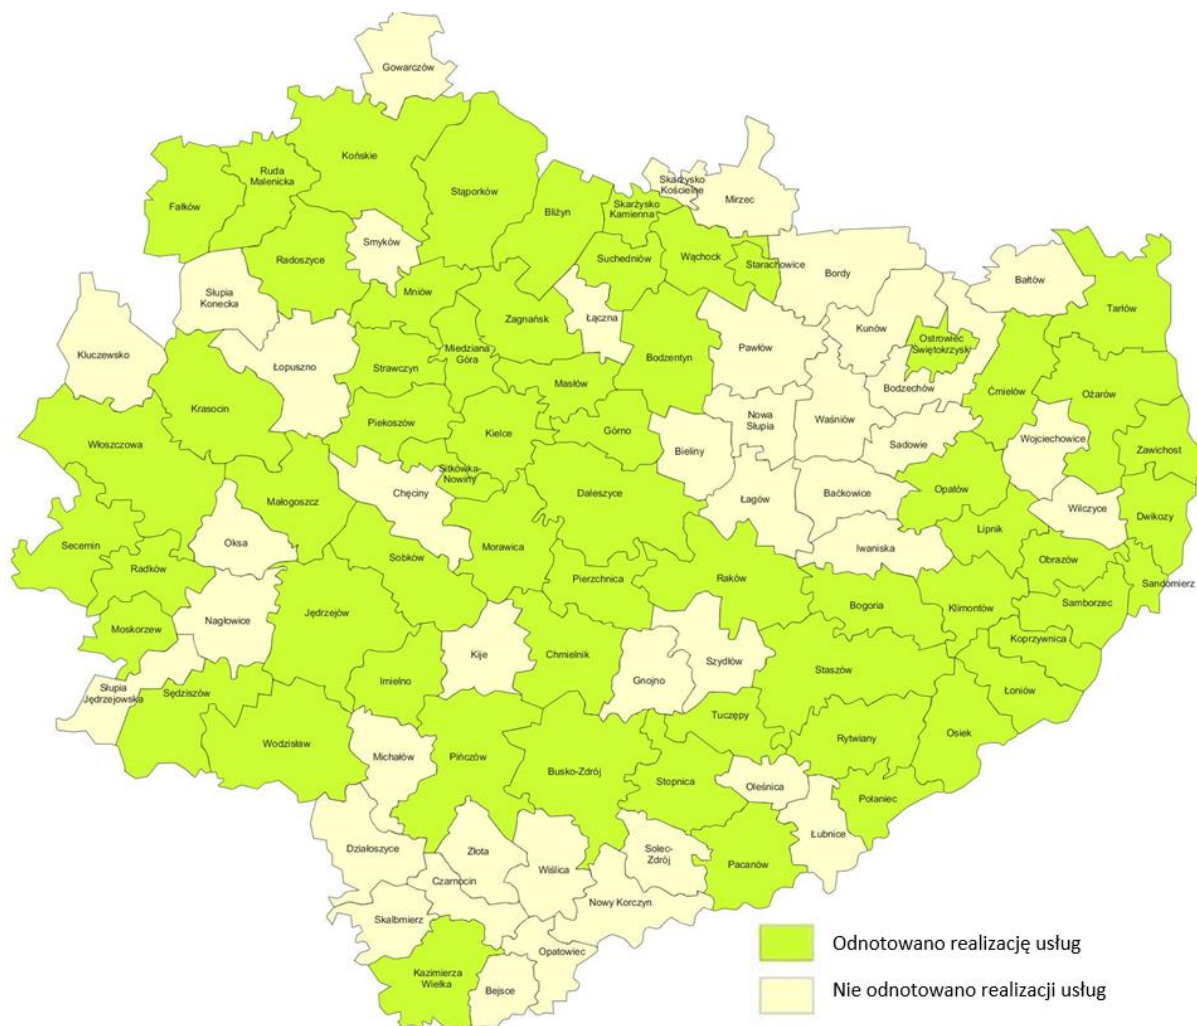 Gowarczów
Końskie
Ruda
Malenicka
Fałków
Stąporków
Skarżysko
Kościelne
Mirzec
Bliżyn
Skarżysko
Kamienna
Smyków
Radoszyce
Suchedniów
Wąchock
Starachowice
Bordy
Bałtów
Tarłów
Słupia
Konecka
Mniów
Zagnańsk
Łączna
Kunów
Ostrowiec
Świętokrzyski
Kluczewsko
Łopuszno
Strawczyn
Miedziana
Góra
Masłów
Bodzentyn
Pawłów
Bodzechów
Ćmielów
Ożarów
Krasocin
Włoszczowa
Piekoszów
Kielce
Górno
Nowa
Słupia
Waśniów
Sadowie
Wojciechowice
Zawichost
Bieliny
Sitkówka-
Nowiny
Chęciny
Małogoszcz
Daleszyce
Łagów
Baćkowice
Opatów
Wilczyce
Dwikozy
Oksa
Secemin
Radków
Sobków
Morawica
Iwaniska
Lipnik
Obrazów
Sandomierz
Pierzchnica
Raków
Bogoria
Klimontów
Samborzec
Moskorzew
Nagłowice
Jędrzejów
Koprzywnica
Kije
Chmielnik
Szydłów
Staszów
Gnojno
Imielno
Słupia
Jędrzejowska
Sędziszów
Łoniów
Tuczępy
Rytwiany
Osiek
Wodzisław
Michałów
Pińczów
Busko-Zdrój
Stopnica
Oleśnica
Połaniec
Łubnice
Działoszyce
Złota
Solec-
Zdrój
Pacanów
Wiślica
Czarnocin
Nowy Korczyn
Skalbmierz
Opatowiec
Kazimierza
Wielka
Bejsce
Odnotowano realizację usług
Nie odnotowano realizacji usług